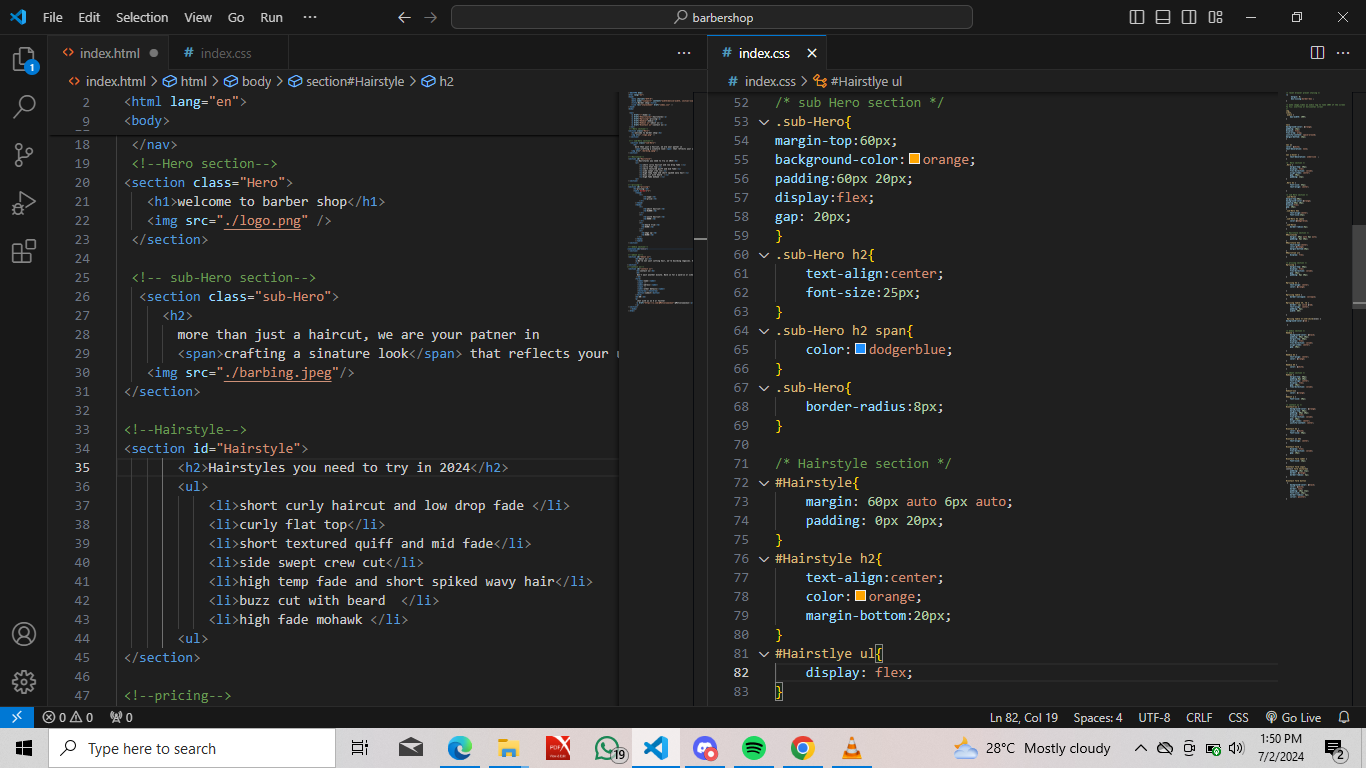 File Edit Selection View Go Run ··· barbershop
index.html index.css ···
index.html > html > body > section#Hairstyle > h2
2 <html lang="en">
9 <body>
18 </nav>
19 <!--Hero section-->
20 <section class="Hero">
21 <h1>welcome to barber shop</h1>
22 <img src="./logo.png" />
23 </section>
24
25 <!-- sub-Hero section-->
26 <section class="sub-Hero">
27 <h2>
28 more than just a haircut, we are your patner in
29 <span>crafting a sinature look</span> that reflects your
30 <img src="./barbing.jpeg"/>
31 </section>
32
33 <!--Hairstyle-->
34 <section id="Hairstyle">
35 <h2>Hairstyles you need to try in 2024</h2>
36 <ul>
37 <li>short curly haircut and low drop fade </li>
38 <li>curly flat top</li>
39 <li>short textured quiff and mid fade</li>
40 <li>side swept crew cut</li>
41 <li>high temp fade and short spiked wavy hair</li>
42 <li>buzz cut with beard  </li>
43 <li>high fade mohawk </li>
44 <ul>
45 </section>
46
47 <!--pricing-->
index.css ···
index.css > #Hairstlye ul
52 /* sub Hero section */
53 .sub-Hero{
54 margin-top:60px;
55 background-color:orange;
56 padding:60px 20px;
57 display:flex;
58 gap: 20px;
59 }
60 .sub-Hero h2{
61 text-align:center;
62 font-size:25px;
63 }
64 .sub-Hero h2 span{
65 color:dodgerblue;
66 }
67 .sub-Hero{
68 border-radius:8px;
69 }
70
71 /* Hairstyle section */
72 #Hairstyle{
73 margin: 60px auto 6px auto;
74 padding: 0px 20px;
75 }
76 #Hairstyle h2{
77 text-align:center;
78 color:orange;
79 margin-bottom:20px;
80 }
81 #Hairstlye ul{
82 display: flex;
83 }
1
0 0 0 Ln 82, Col 19 Spaces: 4 UTF-8 CRLF CSS Go Live
Type here to search PDFX 19 28°C Mostly cloudy 1:50 PM
7/2/2024 2